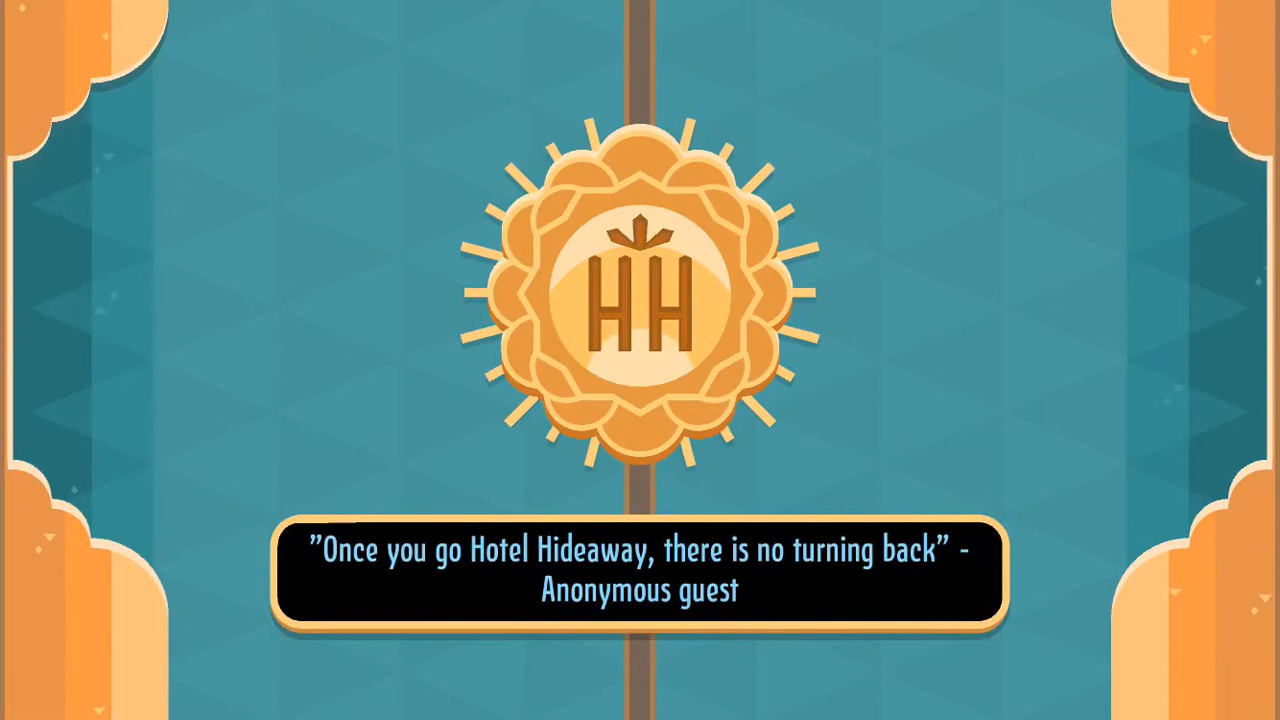 HH
”Once you go Hotel Hideaway, there is no turning back” -
Anonymous guest